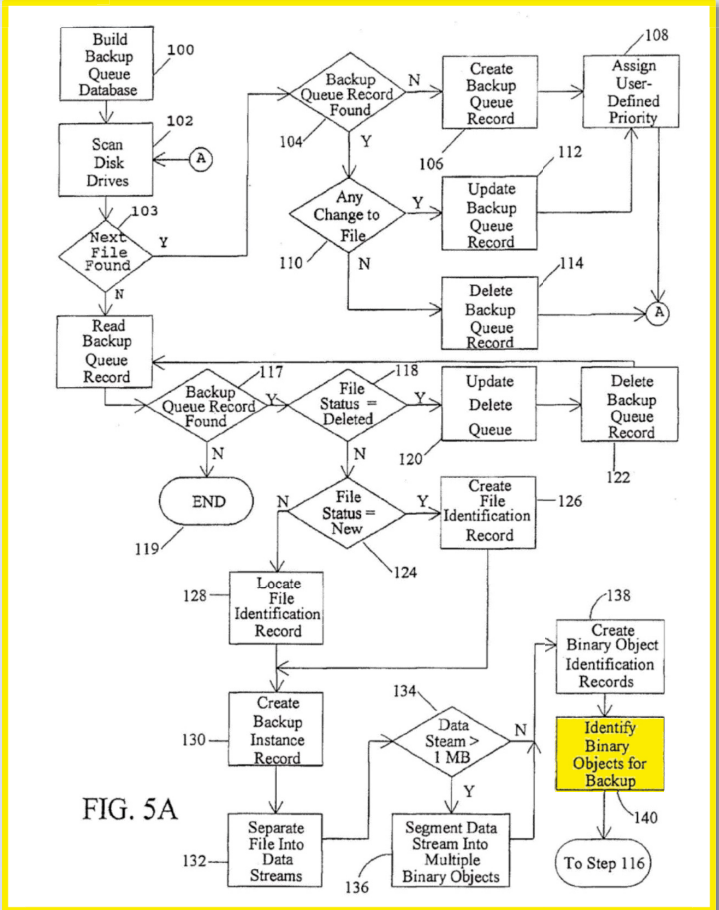 Build
Backup
Queue
Database
100
Scan
Disk
Drives
102
A
Next
File
Found
103
Y
N
Backup
Queue Record
Found
104
N
Y
Create
Backup
Queue
Record
106
108
Assign
User-
Defined
Priority
Any
Change to
File
110
Y
N
112
Update
Backup
Queue
Record
114
Delete
Backup
Queue
Record
A
Read
Backup
Queue
Record
117
Backup
Queue Record
Found
Y
N
END
119
118
File
Status =
Deleted
Y
N
Update
Delete
Queue
120
Delete
Backup
Queue
Record
122
File
Status =
New
124
N
Y
Create
File
Identification
Record
126
128
Locate
File
Identification
Record
130
Create
Backup
Instance
Record
132
Separate
File Into
Data
Streams
134
Data
Stream >
1 MB
N
Y
Segment Data
Stream Into
Multiple
Binary Objects
136
138
Create
Binary Object
Identification
Records
Identify
Binary
Objects for
Backup
140
To Step 116
FIG. 5A